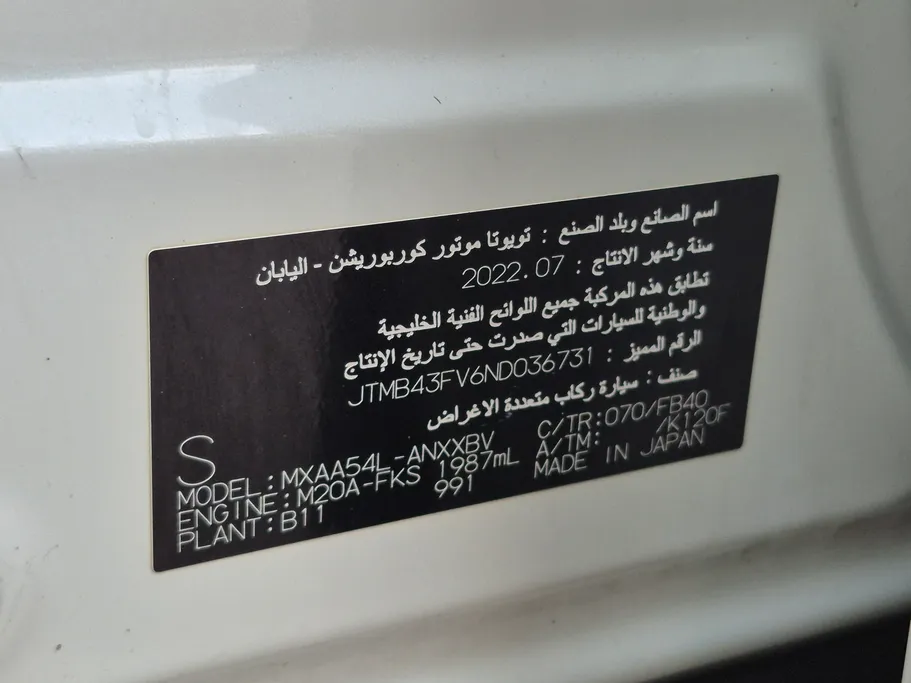 اسم الصانع وبلد الصنع : تويوتا موتور كوربوريشن - اليابان
سنة وشهر الانتاج : 2022.07
تطابق هذه المركبة جميع اللوائح الفنية الخليجية
والوطنية للسيارات التي صدرت حتى تاريخ الإنتاج
الرقم المميز : JTMB43FV6ND036731
صنف : سيارة ركاب متعددة الاغراض
S
MODEL:MXAA54L-ANXXBV C/TR:070/FB40
ENGINE:M20A-FKS 1987mL A/TM: /K120F
PLANT:B11 991 MADE IN JAPAN